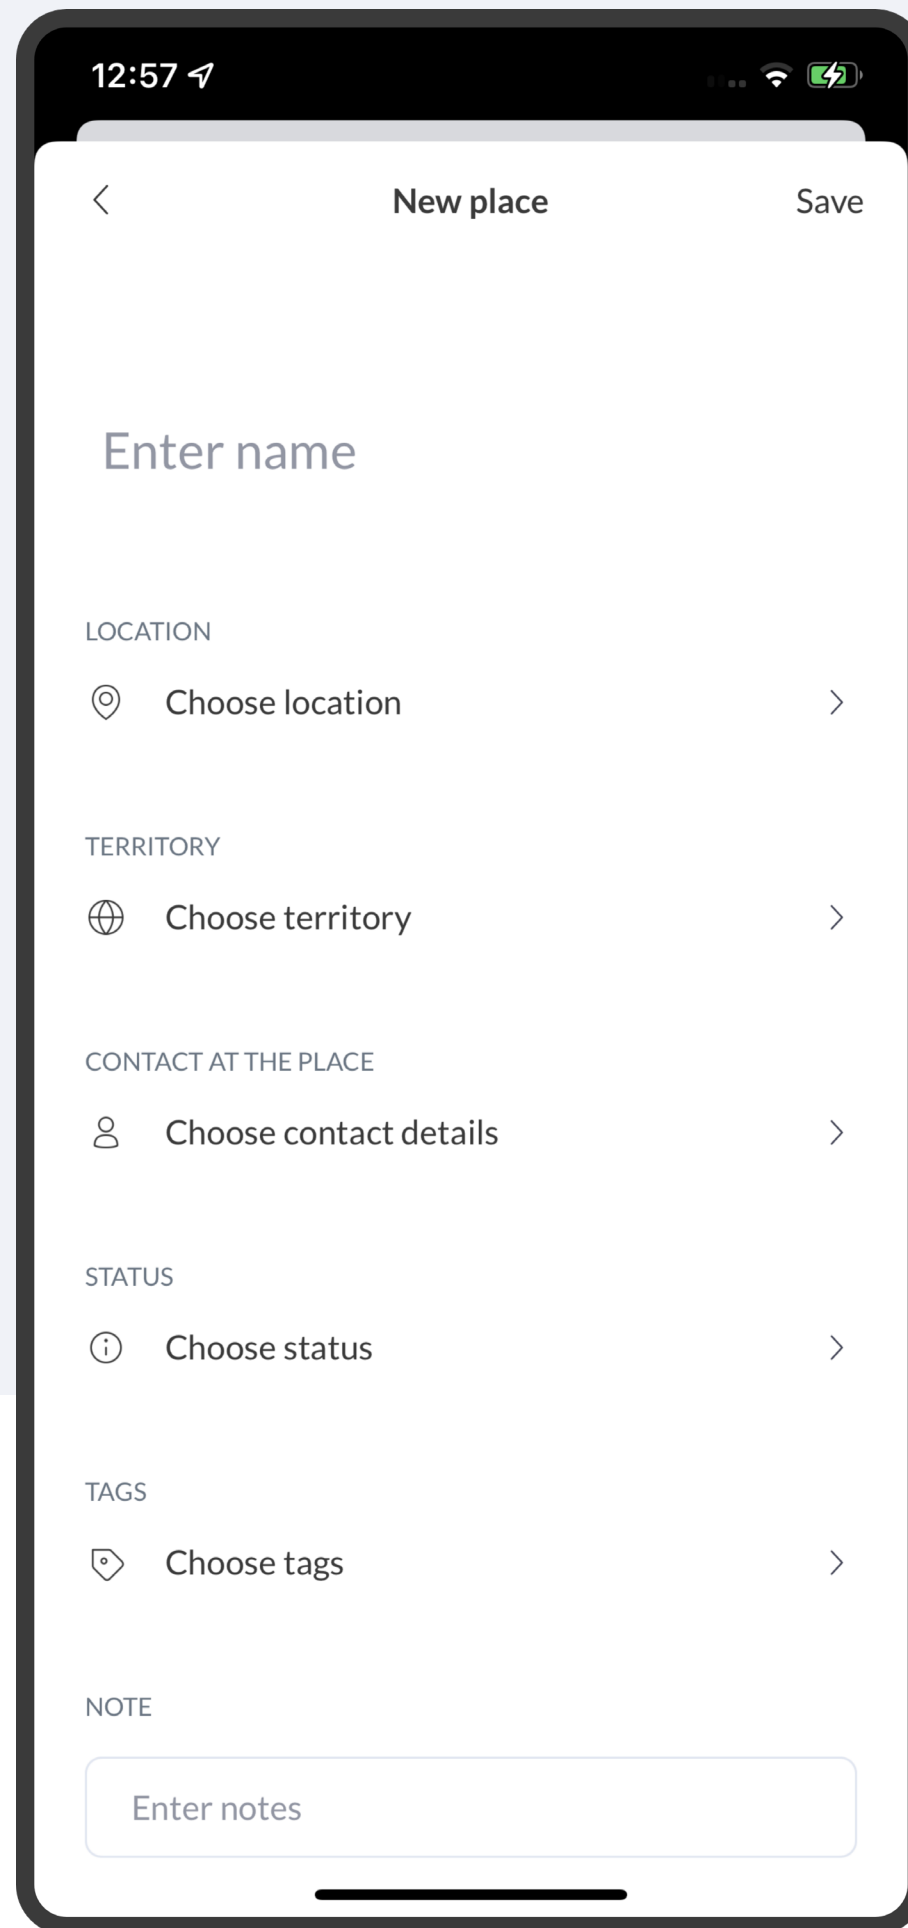 12:57
New place
Save
Enter name
LOCATION
Choose location
TERRITORY
Choose territory
CONTACT AT THE PLACE
Choose contact details
STATUS
Choose status
TAGS
Choose tags
NOTE
Enter notes